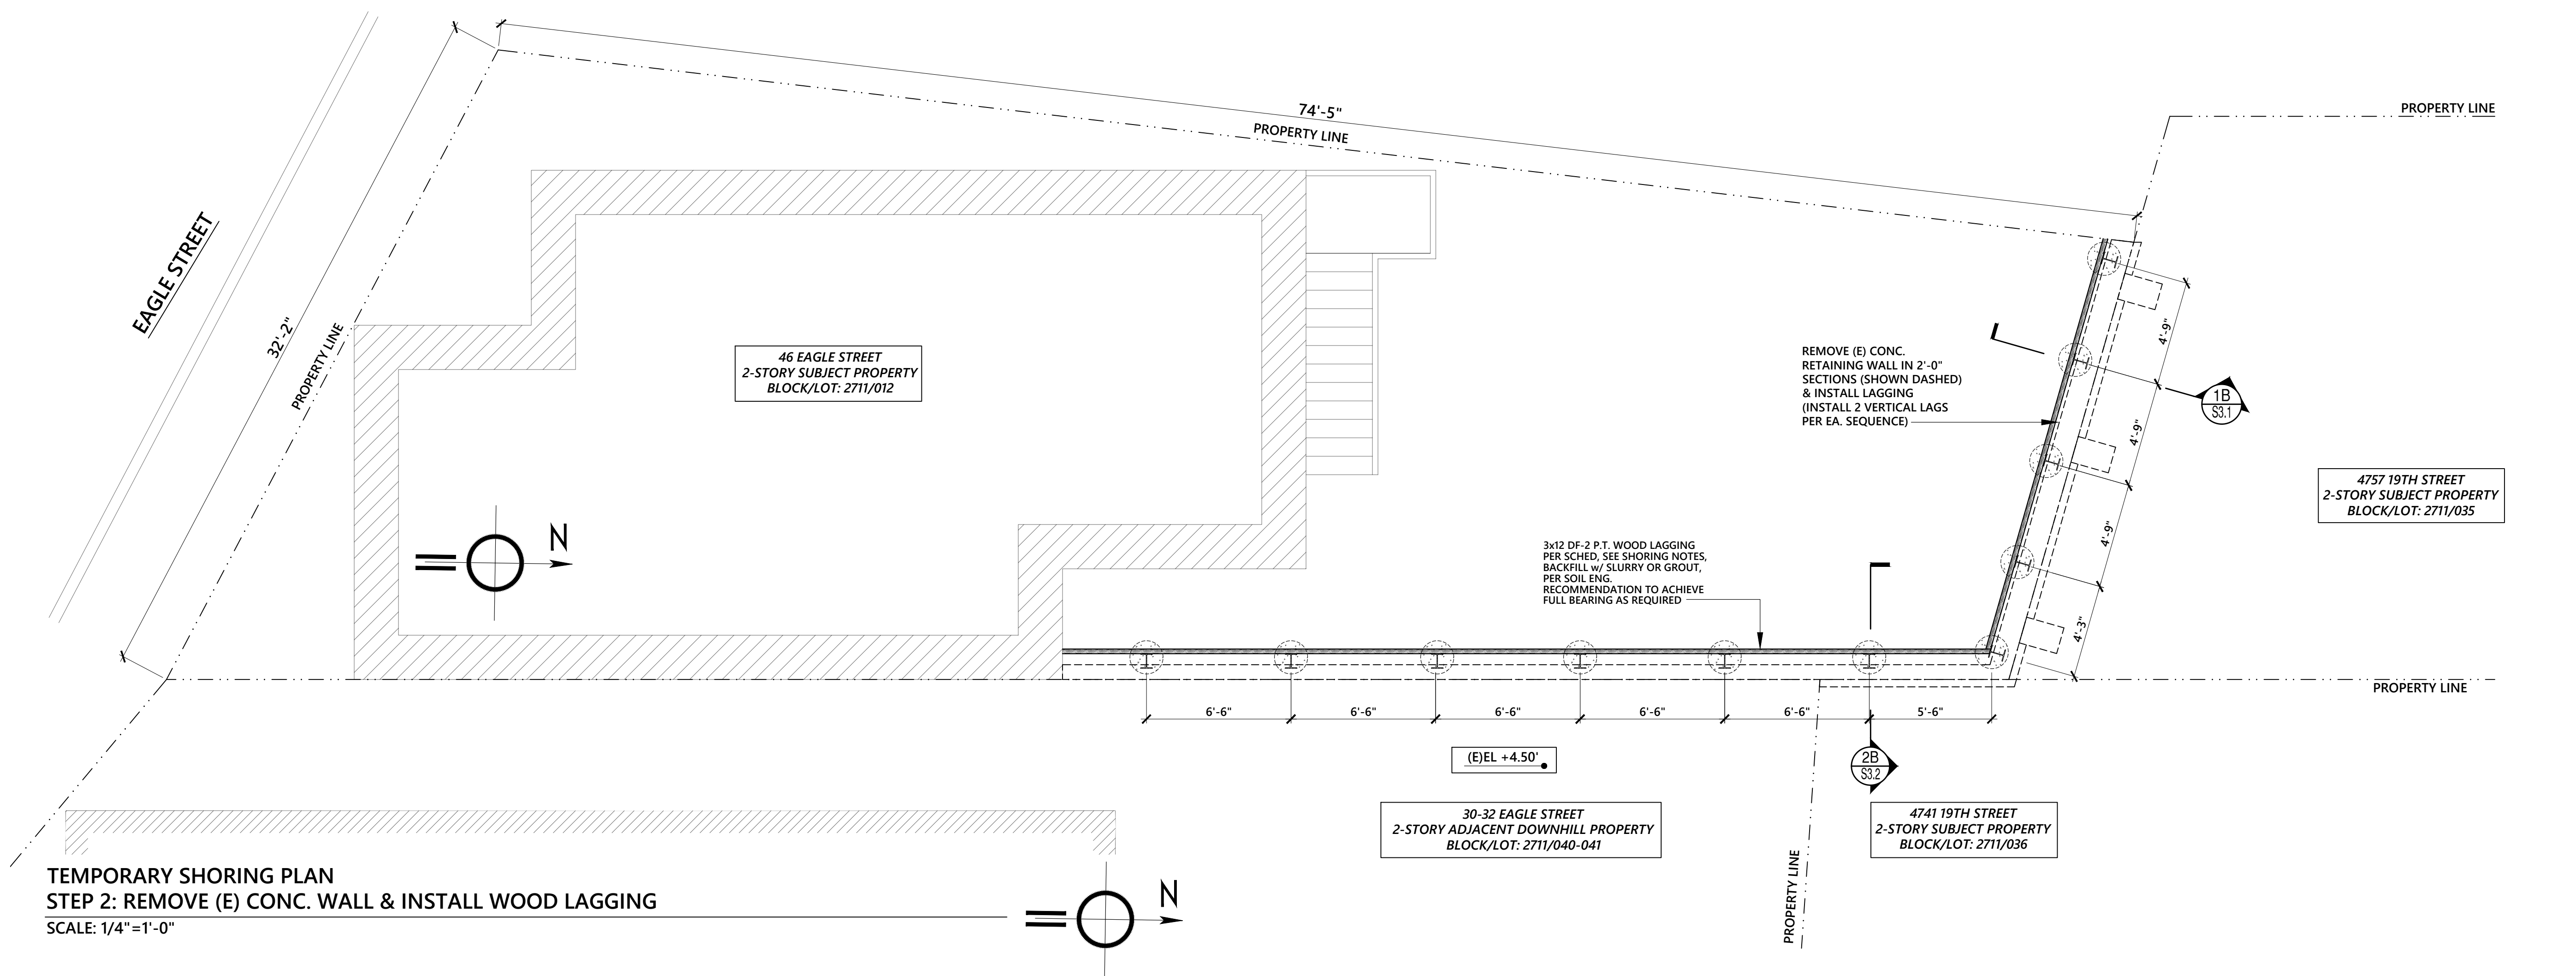 74'-5"
PROPERTY LINE
PROPERTY LINE
EAGLE STREET
32'-2"
PROPERTY LINE
46 EAGLE STREET
2-STORY SUBJECT PROPERTY
BLOCK/LOT: 2711/012
REMOVE (E) CONC.
RETAINING WALL IN 2'-0"
SECTIONS (SHOWN DASHED)
& INSTALL LAGGING
(INSTALL 2 VERTICAL LAGS
PER EA. SEQUENCE)
4'-9"
4'-9"
4'-9"
4'-3"
1B
S3.1
4757 19TH STREET
2-STORY SUBJECT PROPERTY
BLOCK/LOT: 2711/035
N
3x12 DF-2 P.T. WOOD LAGGING
PER SCHED, SEE SHORING NOTES,
BACKFILL w/ SLURRY OR GROUT,
PER SOIL ENG.
RECOMMENDATION TO ACHIEVE
FULL BEARING AS REQUIRED
PROPERTY LINE
6'-6"
6'-6"
6'-6"
6'-6"
6'-6"
5'-6"
(E)EL +4.50'
2B
S3.2
30-32 EAGLE STREET
2-STORY ADJACENT DOWNHILL PROPERTY
BLOCK/LOT: 2711/040-041
4741 19TH STREET
2-STORY SUBJECT PROPERTY
BLOCK/LOT: 2711/036
PROPERTY LINE
TEMPORARY SHORING PLAN
STEP 2: REMOVE (E) CONC. WALL & INSTALL WOOD LAGGING
SCALE: 1/4"=1'-0"
N